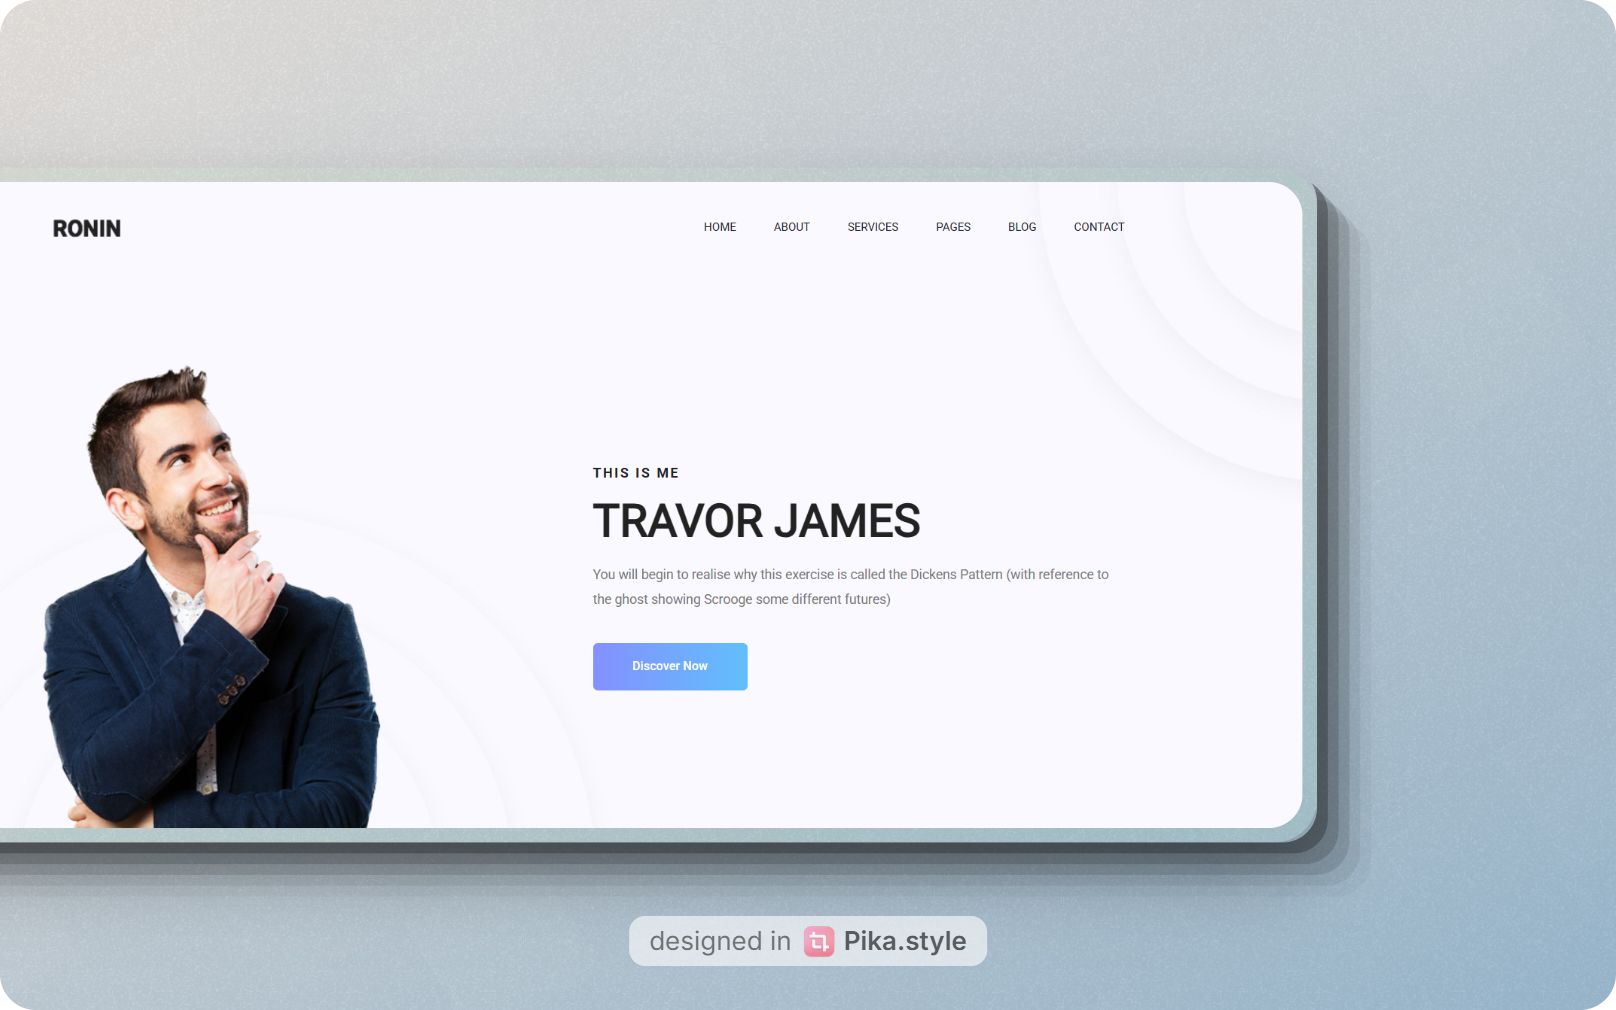 RONIN
HOME ABOUT SERVICES PAGES BLOG CONTACT
THIS IS ME
TRAVOR JAMES
You will begin to realise why this exercise is called the Dickens Pattern (with reference to
the ghost showing Scrooge some different futures)
Discover Now
designed in Pika.style